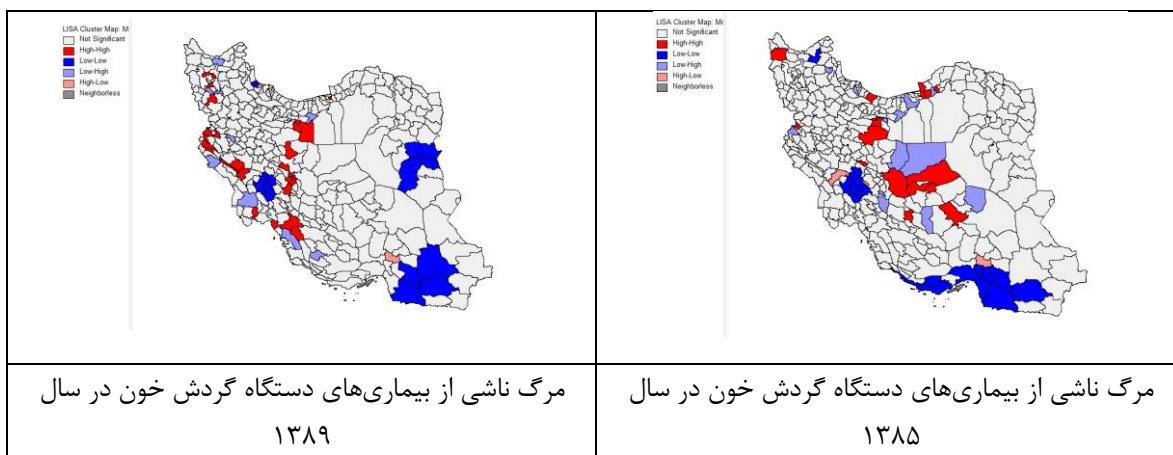 LISA Cluster Map: M
Not Significant
High-High
Low-Low
Low-High
High-Low
Neighborless
LISA Cluster Map: M
Not Significant
High-High
Low-Low
Low-High
High-Low
Neighborless
مرگ ناشی از بیماری‌های دستگاه گردش خون در سال
۱۳۸۵
مرگ ناشی از بیماری‌های دستگاه گردش خون در سال
۱۳۸۹